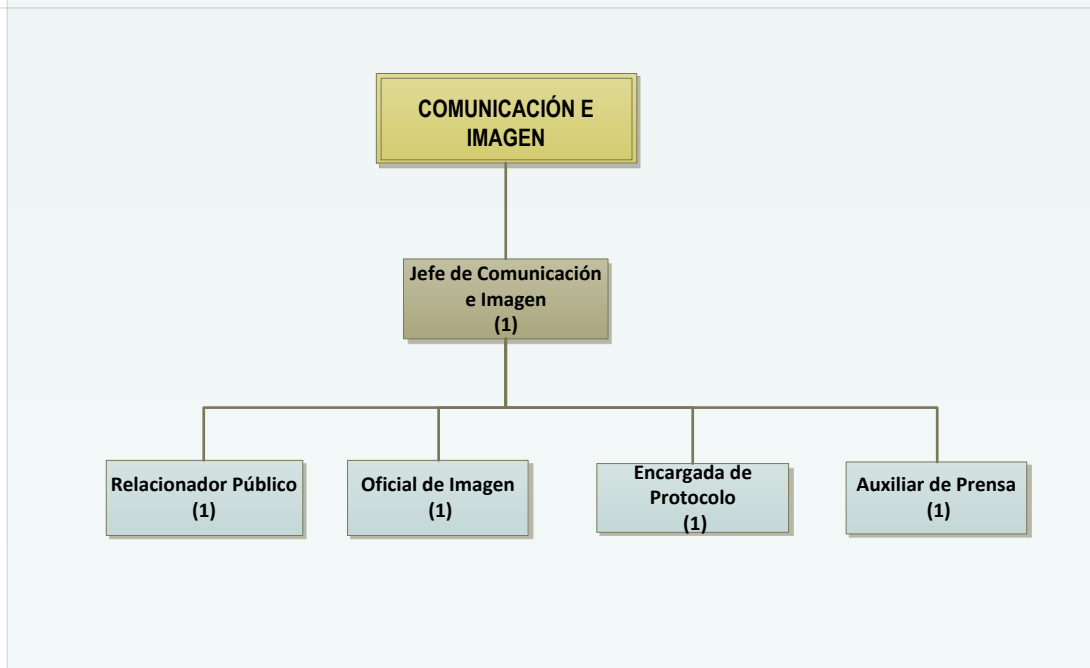 COMUNICACIÓN E
IMAGEN
Jefe de Comunicación
e Imagen
(1)
Relacionador Público
(1)
Oficial de Imagen
(1)
Encargada de
Protocolo
(1)
Auxiliar de Prensa
(1)